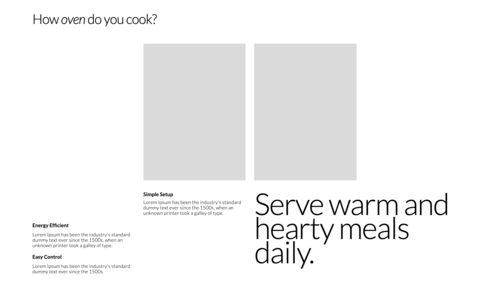 How oven do you cook?
Simple Setup
Lorem Ipsum has been the industry's standard
dummy text ever since the 1500s, when an
unknown printer took a galley of type.
Serve warm and
hearty meals
daily.
Energy Efficient
Lorem Ipsum has been the industry's standard
dummy text ever since the 1500s, when an
unknown printer took a galley of type.
Easy Control
Lorem Ipsum has been the industry's standard
dummy text ever since the 1500s.